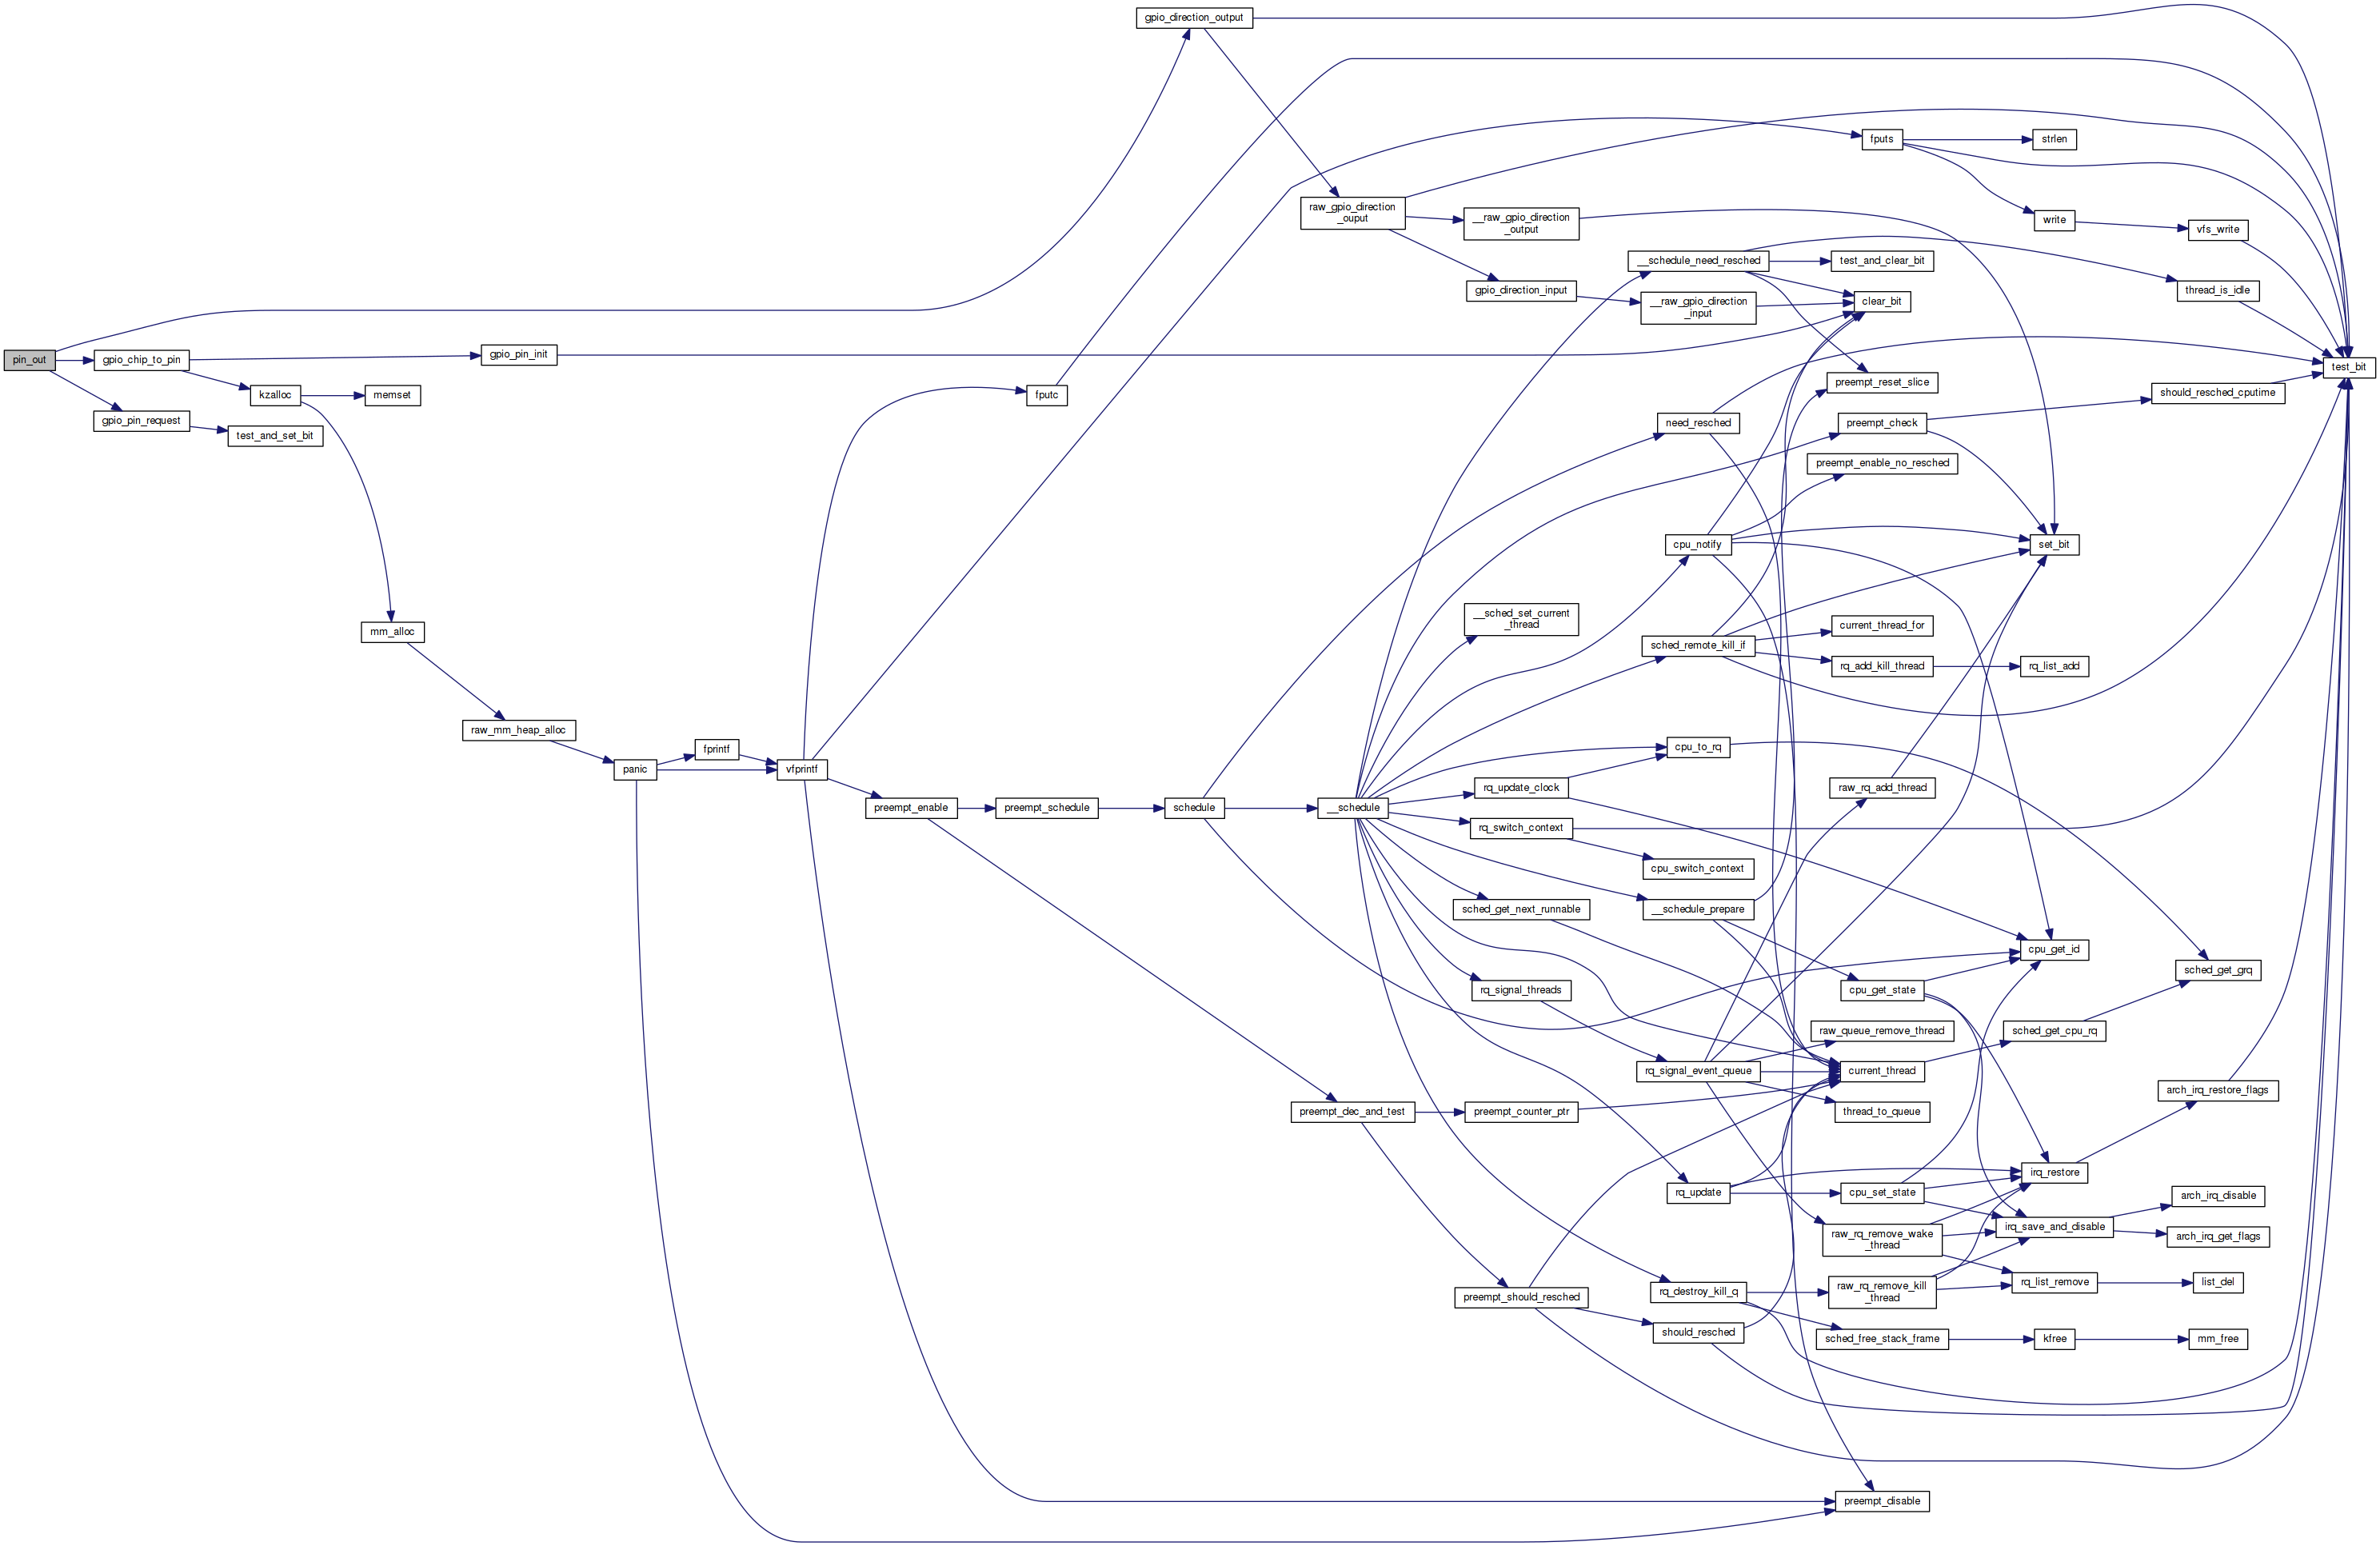 gpio_direction_output
fputs
strlen
raw_gpio_direction
_ouput
__raw_gpio_direction
_output
write
vfs_write
__schedule_need_resched
test_and_clear_bit
gpio_direction_input
thread_is_idle
__raw_gpio_direction
_input
clear_bit
pin_out
gpio_chip_to_pin
gpio_pin_init
test_bit
kzalloc
memset
fputc
preempt_reset_slice
should_resched_cputime
gpio_pin_request
test_and_set_bit
need_resched
preempt_check
preempt_enable_no_resched
cpu_notify
set_bit
__sched_set_current
_thread
mm_alloc
current_thread_for
sched_remote_kill_if
rq_add_kill_thread
rq_list_add
raw_mm_heap_alloc
fprintf
cpu_to_rq
panic
vfprintf
rq_update_clock
raw_rq_add_thread
preempt_enable
preempt_schedule
schedule
__schedule
rq_switch_context
cpu_switch_context
sched_get_next_runnable
__schedule_prepare
cpu_get_id
sched_get_grq
rq_signal_threads
cpu_get_state
raw_queue_remove_thread
sched_get_cpu_rq
rq_signal_event_queue
current_thread
arch_irq_restore_flags
preempt_dec_and_test
preempt_counter_ptr
thread_to_queue
irq_restore
rq_update
cpu_set_state
arch_irq_disable
irq_save_and_disable
raw_rq_remove_wake
_thread
arch_irq_get_flags
preempt_should_resched
rq_destroy_kill_q
raw_rq_remove_kill
_thread
rq_list_remove
list_del
should_resched
sched_free_stack_frame
kfree
mm_free
preempt_disable